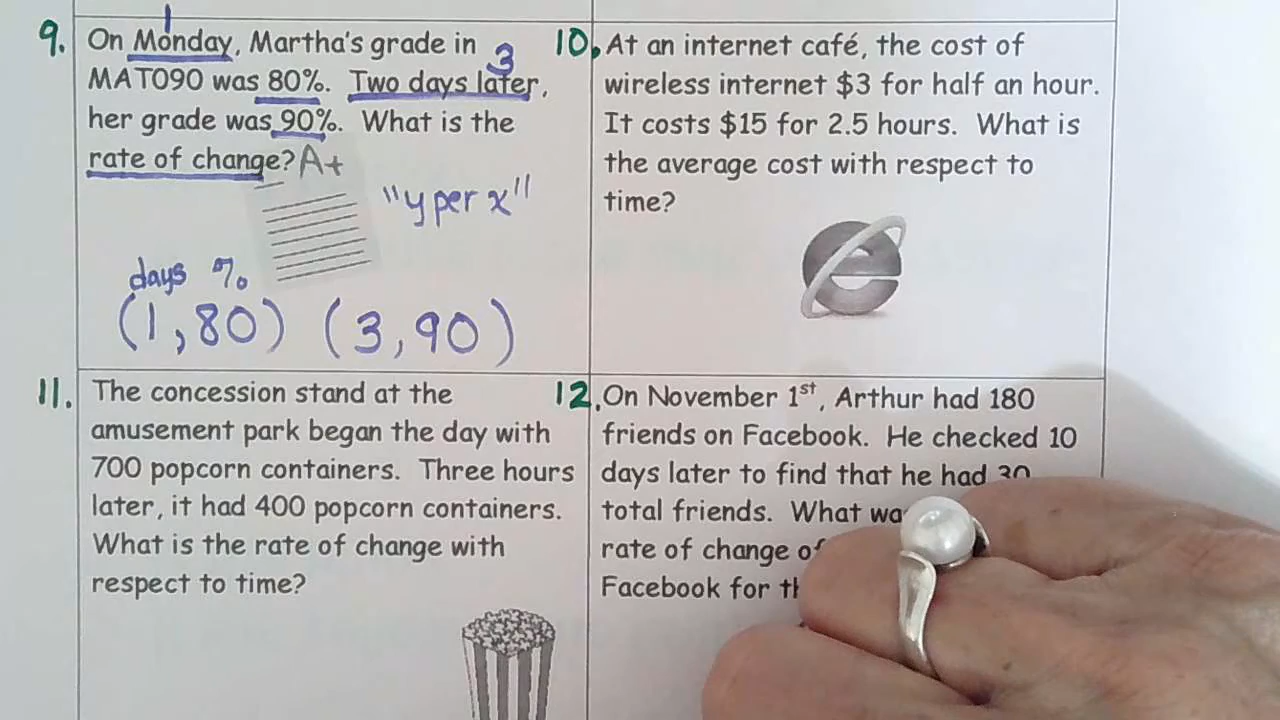 9. On Monday, Martha's grade in
1
MAT090 was 80%. Two days later,
3
her grade was 90%. What is the
rate of change? A+
"y per x"
days %
(1,80) (3,90)
10. At an internet café, the cost of
wireless internet $3 for half an hour.
It costs $15 for 2.5 hours. What is
the average cost with respect to
time?
11. The concession stand at the
amusement park began the day with
700 popcorn containers. Three hours
later, it had 400 popcorn containers.
What is the rate of change with
respect to time?
12. On November 1st, Arthur had 180
friends on Facebook. He checked 10
days later to find that he had
total friends. What
rate of change
Facebook for